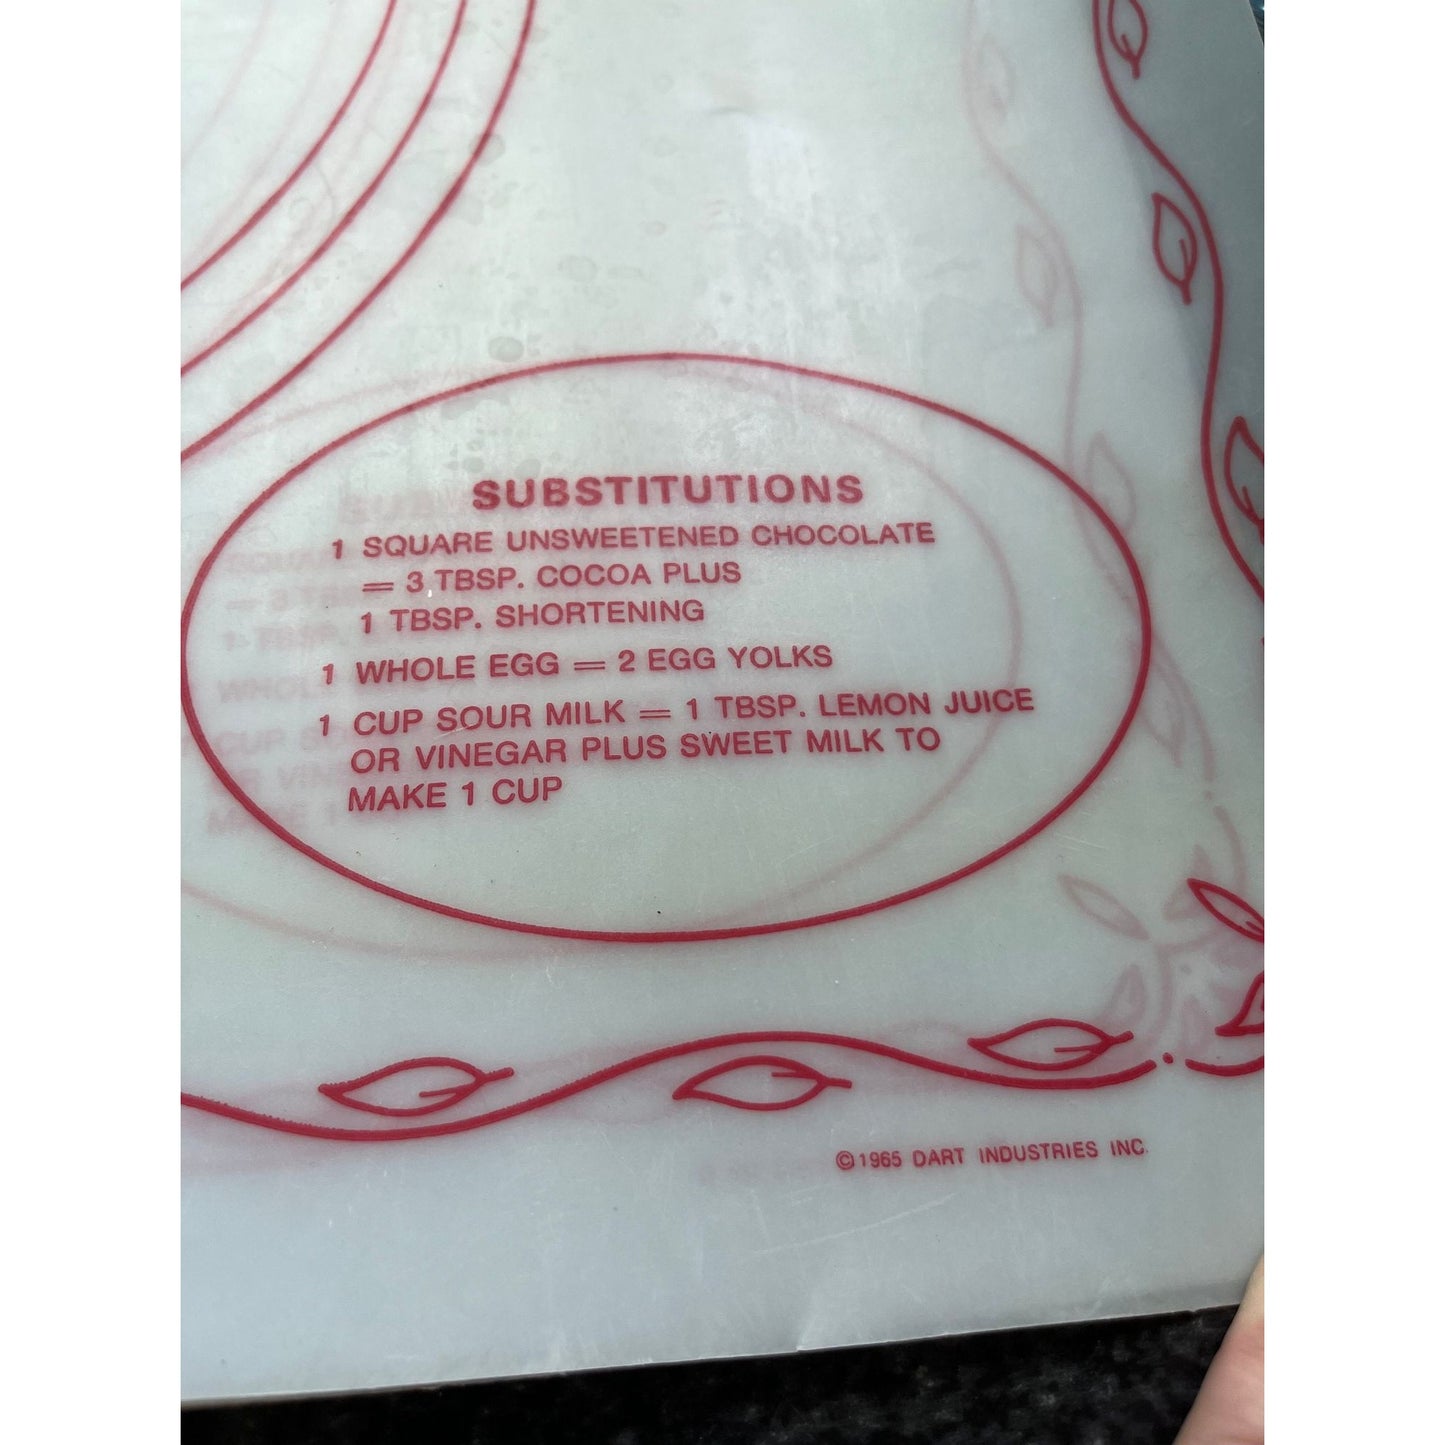 SUBSTITUTIONS
1 SQUARE UNSWEETENED CHOCOLATE
= 3 TBSP. COCOA PLUS
1 TBSP. SHORTENING
1 WHOLE EGG = 2 EGG YOLKS
1 CUP SOUR MILK = 1 TBSP. LEMON JUICE
OR VINEGAR PLUS SWEET MILK TO
MAKE 1 CUP
©1965 DART INDUSTRIES INC.